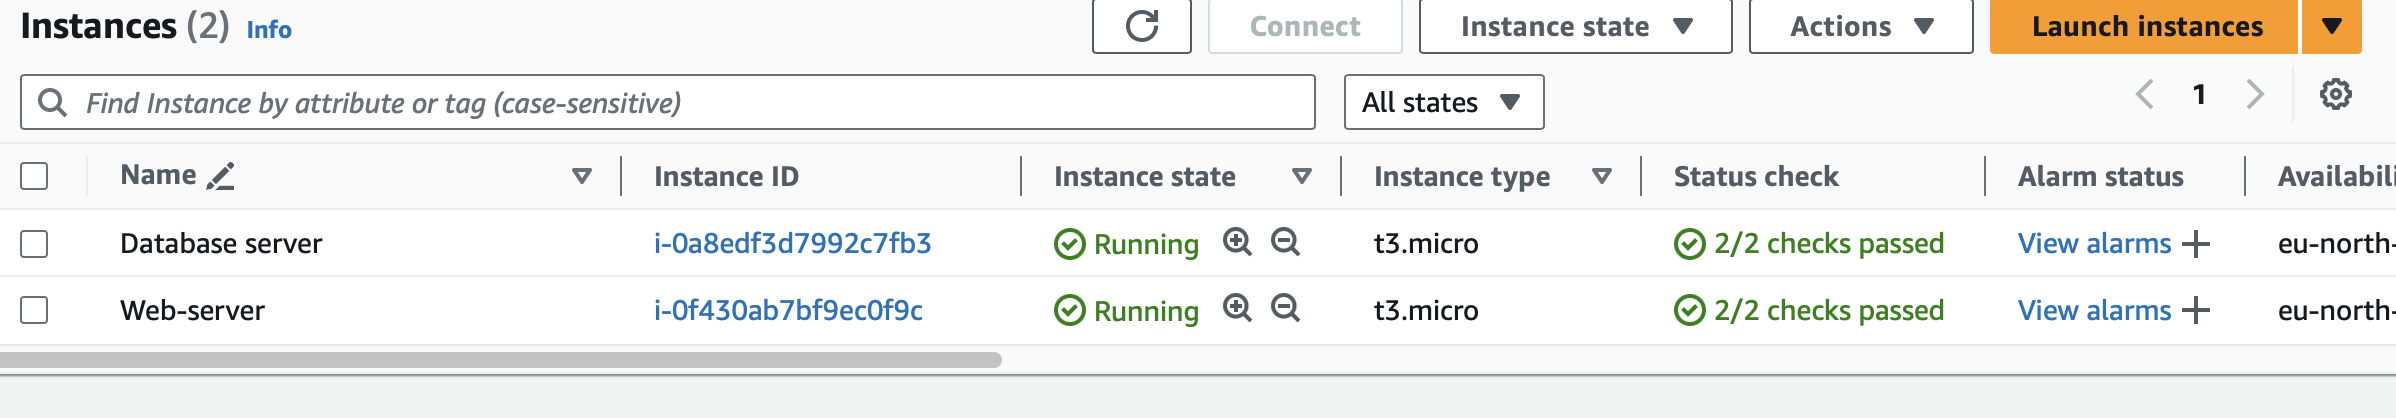 Instances (2) Info Connect Instance state Actions Launch instances
Find Instance by attribute or tag (case-sensitive) All states 1
Name Instance ID Instance state Instance type Status check Alarm status Availabili
Database server i-0a8edf3d7992c7fb3 Running t3.micro 2/2 checks passed View alarms eu-north-
Web-server i-0f430ab7bf9ec0f9c Running t3.micro 2/2 checks passed View alarms eu-north-